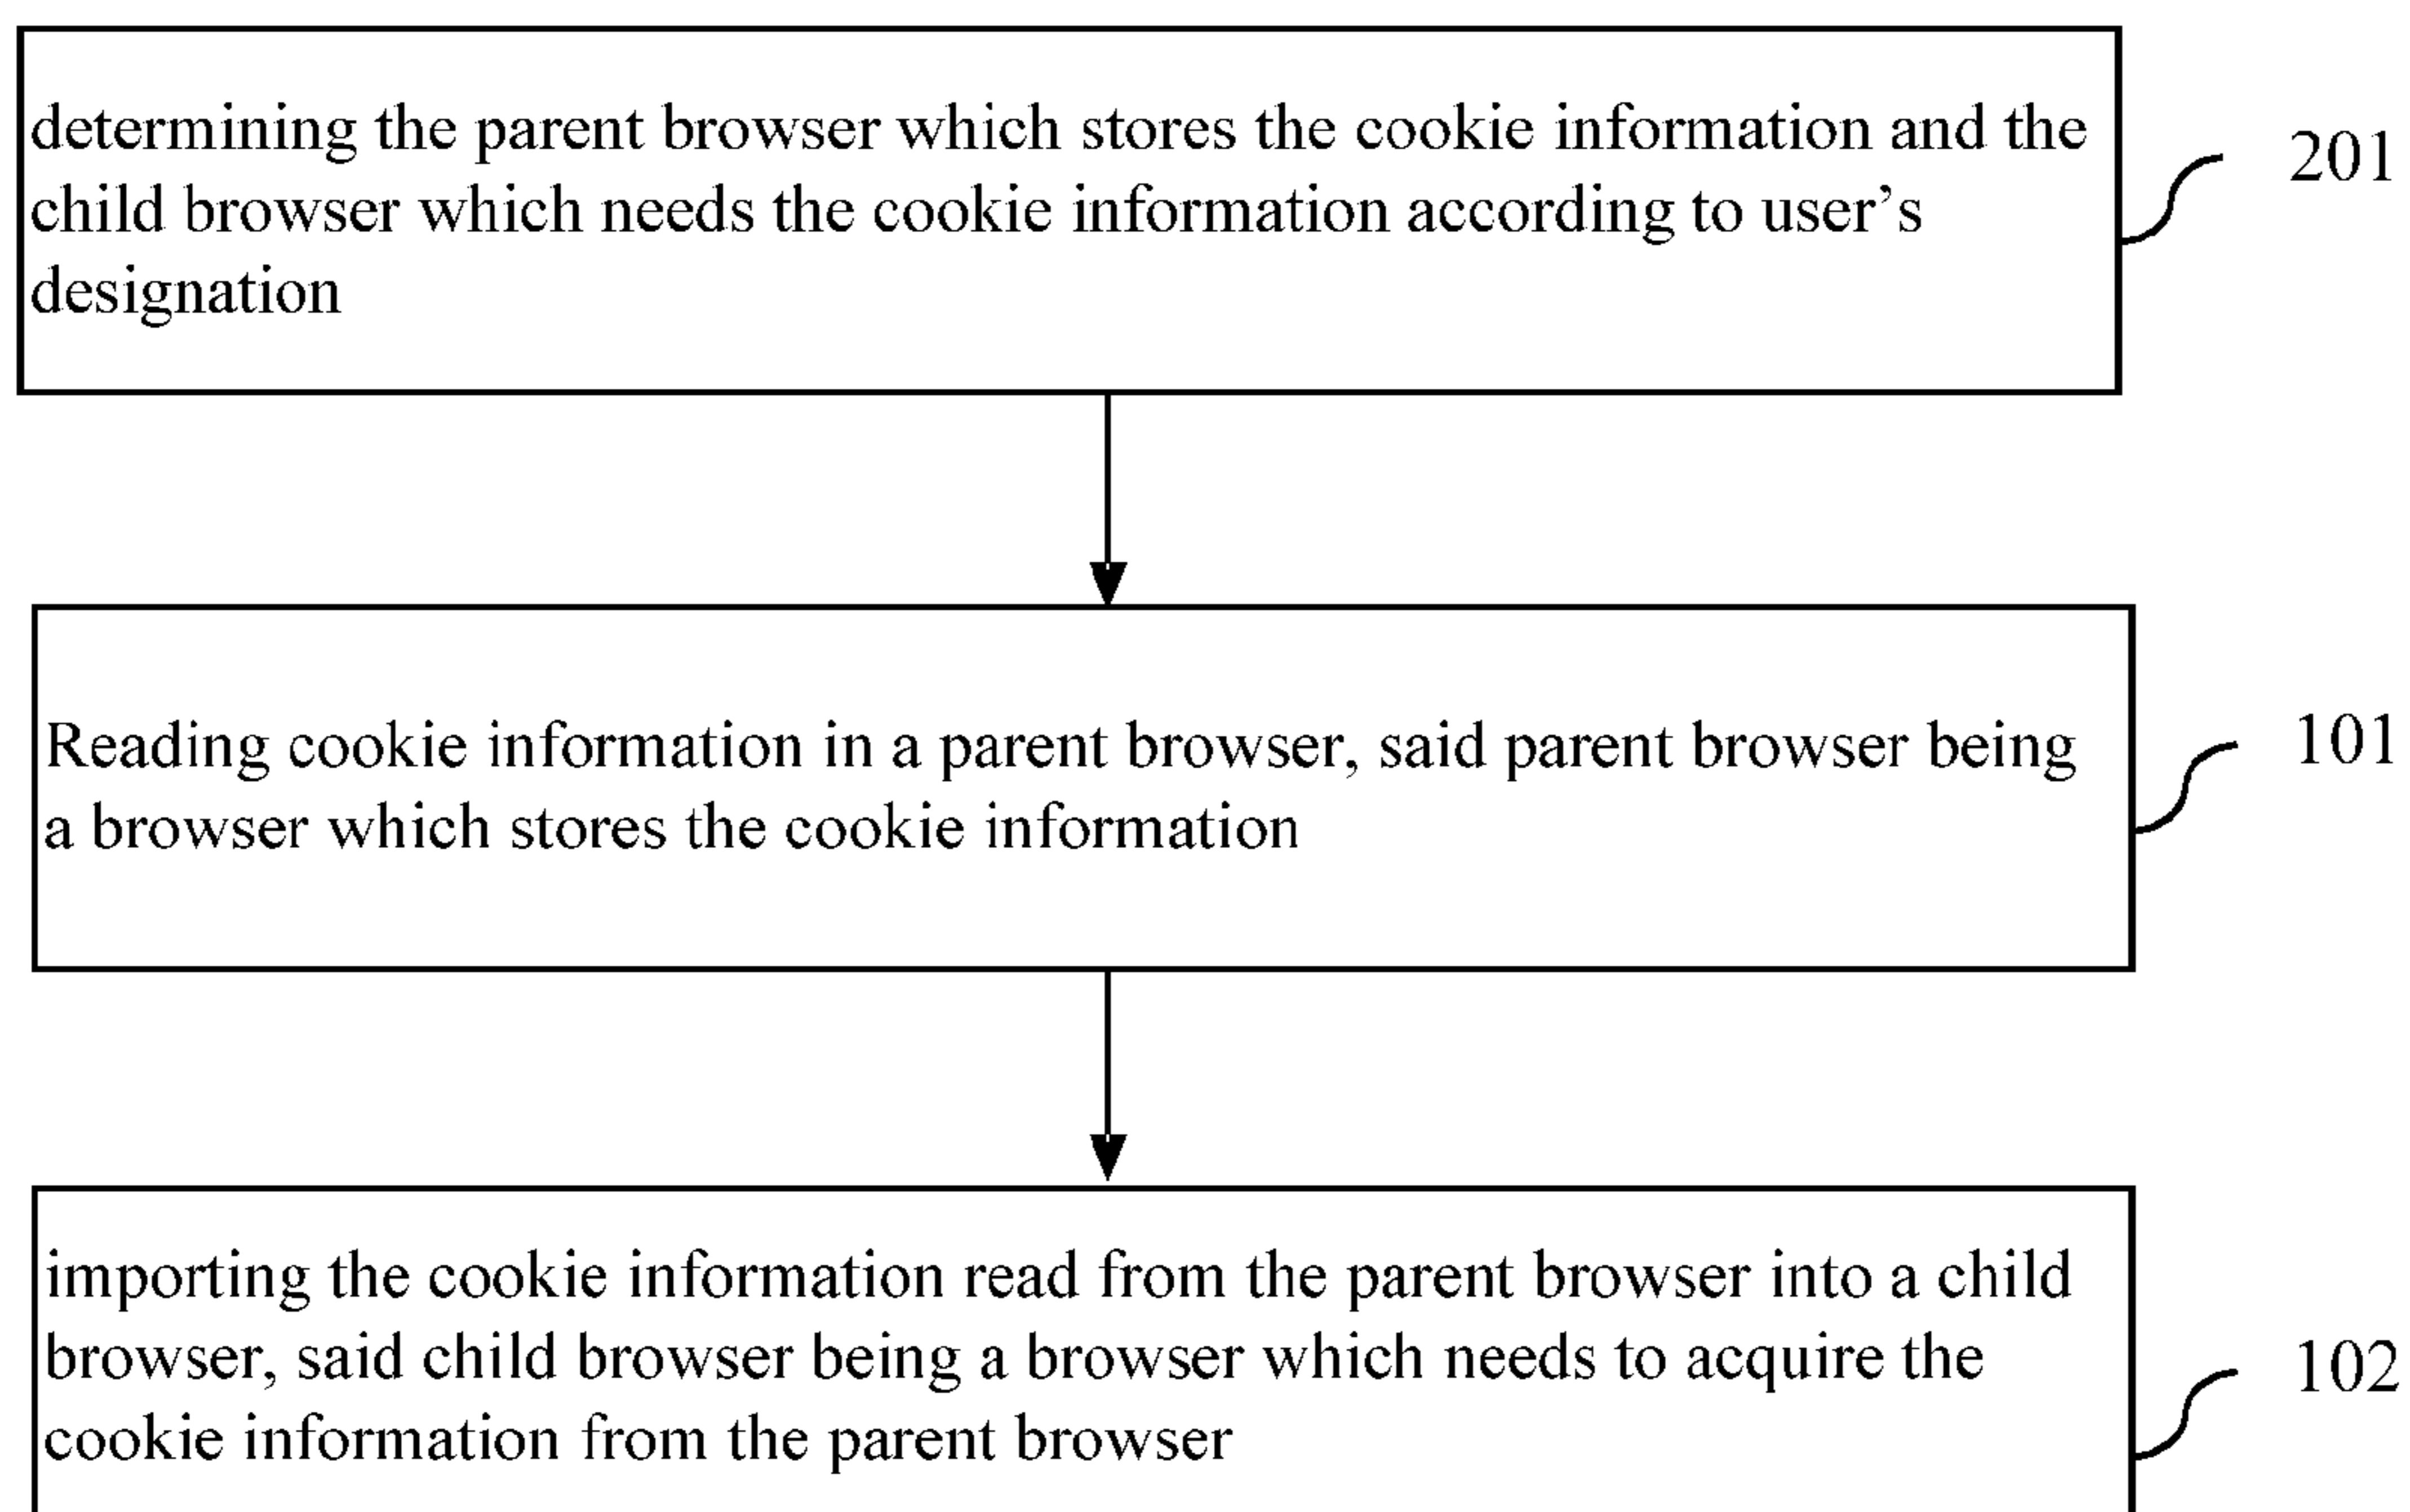 determining the parent browser which stores the cookie information and the
child browser which needs the cookie information according to user’s
designation
201
Reading cookie information in a parent browser, said parent browser being
a browser which stores the cookie information
101
importing the cookie information read from the parent browser into a child
browser, said child browser being a browser which needs to acquire the
cookie information from the parent browser
102